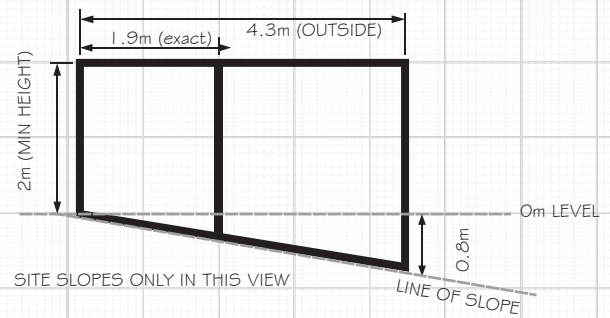 4.3m (OUTSIDE)
1.9m (exact)
2m (MIN HEIGHT)
0m LEVEL
0.8m
SITE SLOPES ONLY IN THIS VIEW
LINE OF SLOPE